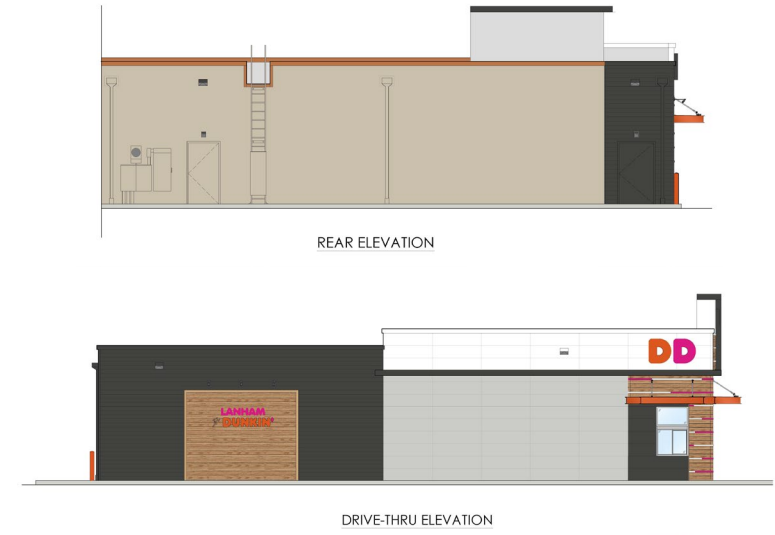 REAR ELEVATION
DD
LANHAM
DUNKIN'
DRIVE-THRU ELEVATION